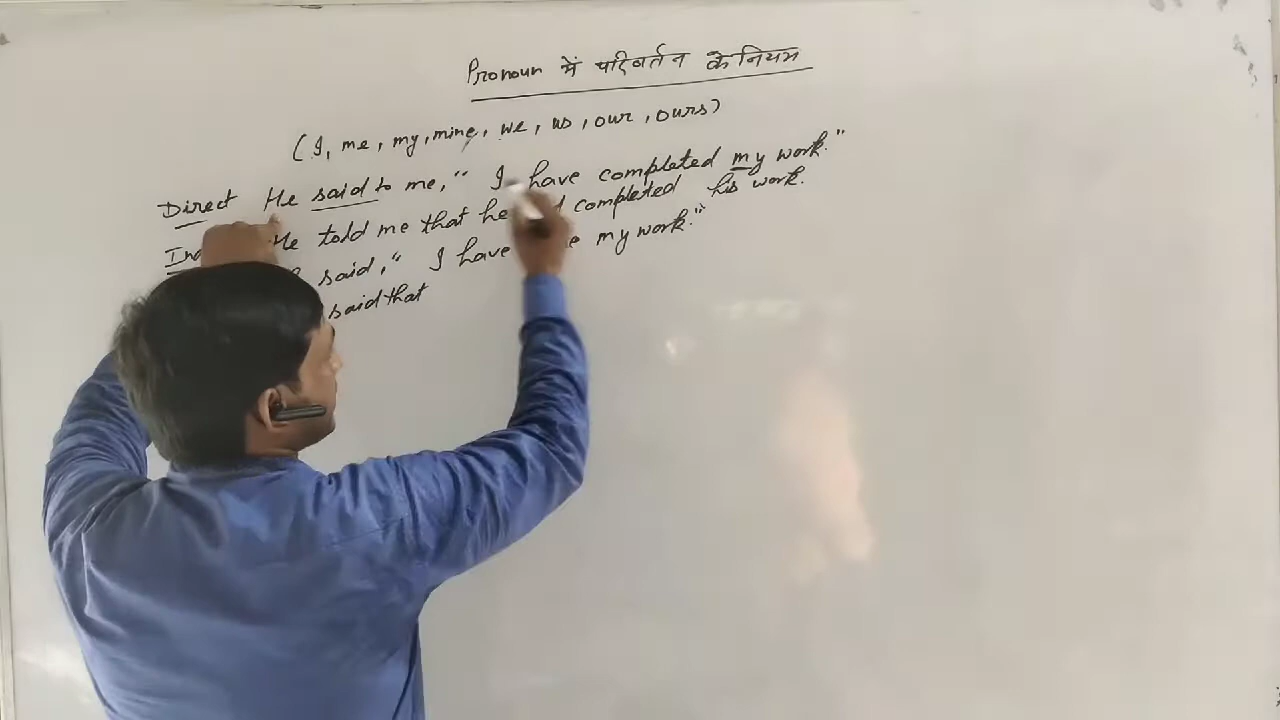 Pronoun में परिवर्तन के नियम
(I, me, my, mine, we, us, our, ours)
Direct He said to me, " I have completed my work."
He told me that he completed his work.
said, " I have my work."
said that